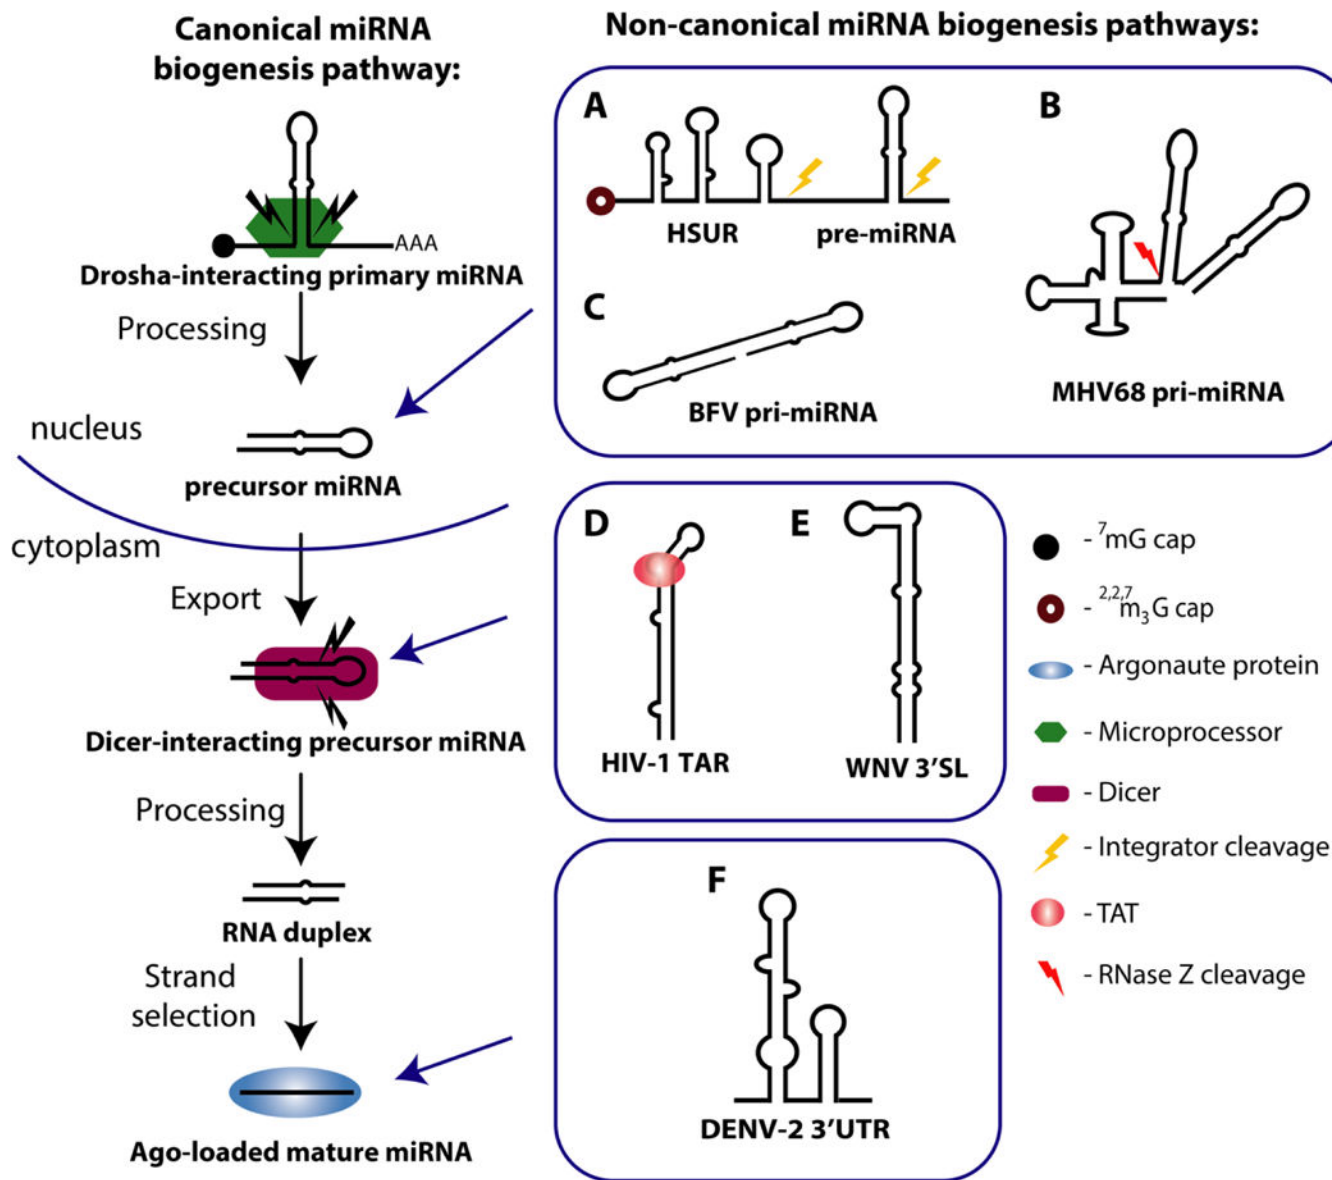 Canonical miRNA
biogenesis pathway:
AAA
Drosha-interacting primary miRNA
Processing
nucleus
precursor miRNA
cytoplasm
Export
Dicer-interacting precursor miRNA
Processing
RNA duplex
Strand
selection
Ago-loaded mature miRNA
Non-canonical miRNA biogenesis pathways:
A
HSUR
pre-miRNA
B
MHV68 pri-miRNA
C
BFV pri-miRNA
D
HIV-1 TAR
E
WNV 3'SL
F
DENV-2 3'UTR
- ⁷mG cap
- ²,²,⁷m₃G cap
- Argonaute protein
- Microprocessor
- Dicer
- Integrator cleavage
- TAT
- RNase Z cleavage